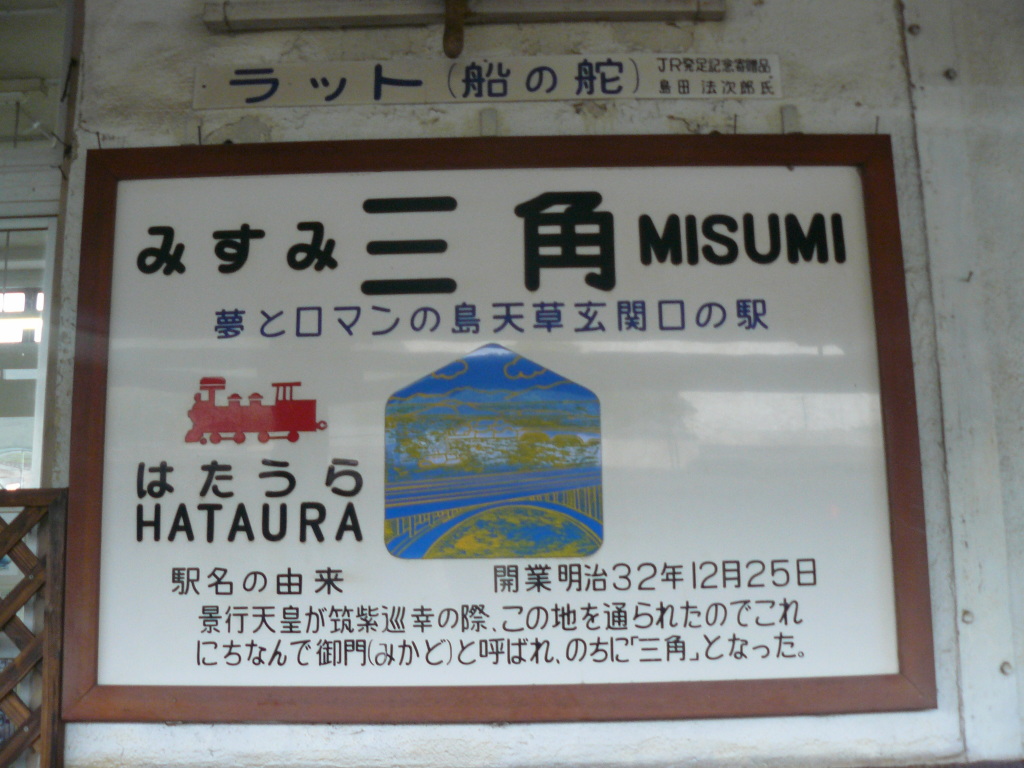 ラット(船の舵)
JR発足記念寄贈品
島田 法次郎氏
みすみ 三角 MISUMI
夢とロマンの島天草玄関口の駅
はたうら
HATAURA
駅名の由来
開業明治32年12月25日
景行天皇が筑紫巡幸の際、この地を通られたのでこれ
にちなんで御門(みかど)と呼ばれ、のちに「三角」となった。